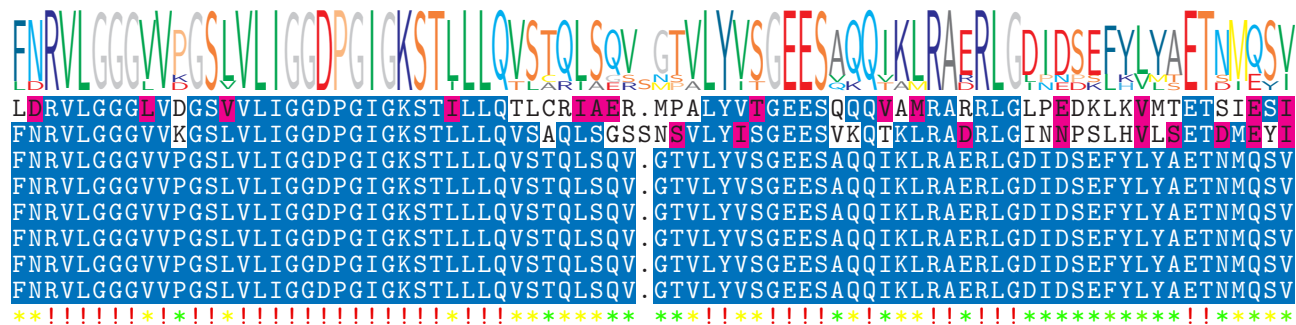 FNRVLGGGVVPGSLVLIGGDPGIGKSTLLLQVSTQLSQV GTVLYVSGEESAQQIKLRAERLGDIDSEFYLYAETNMQSV
LDRVLGGGLVDGSVVLIGGDPGIGKSTILLQTLCRIAER.MPALYVTGEESQQQVAMRARRLGLPEDKLKVMTETSIESI
FNRVLGGGVVKGSLVLIGGDPGIGKSTLLLQVSAQLSGSSNSVLYISGEESVKQTKLRADRLGINNPSLHVLSETDMEYI
FNRVLGGGVVPGSLVLIGGDPGIGKSTLLLQVSTQLSQV.GTVLYVSGEESAQQIKLRAERLGDIDSEFYLYAETNMQSV
FNRVLGGGVVPGSLVLIGGDPGIGKSTLLLQVSTQLSQV.GTVLYVSGEESAQQIKLRAERLGDIDSEFYLYAETNMQSV
FNRVLGGGVVPGSLVLIGGDPGIGKSTLLLQVSTQLSQV.GTVLYVSGEESAQQIKLRAERLGDIDSEFYLYAETNMQSV
FNRVLGGGVVPGSLVLIGGDPGIGKSTLLLQVSTQLSQV.GTVLYVSGEESAQQIKLRAERLGDIDSEFYLYAETNMQSV
FNRVLGGGVVPGSLVLIGGDPGIGKSTLLLQVSTQLSQV.GTVLYVSGEESAQQIKLRAERLGDIDSEFYLYAETNMQSV
FNRVLGGGVVPGSLVLIGGDPGIGKSTLLLQVSTQLSQV.GTVLYVSGEESAQQIKLRAERLGDIDSEFYLYAETNMQSV
**!!!!!!*!*!!*!!!!!!!!!!!!!*!!!******** ***!!**!!!!**!***!!*!!!**********!!*****